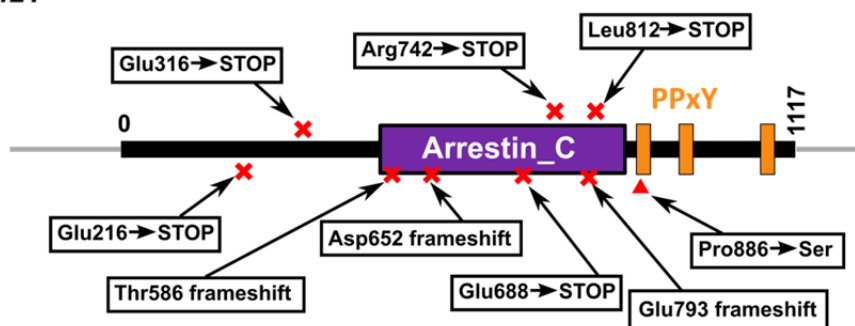 Leu812→STOP
Arg742→STOP
Glu316→STOP
PPxY
0
1117
Arrestin_C
Glu216→STOP
Asp652 frameshift
Pro886→Ser
Thr586 frameshift
Glu688→STOP
Glu793 frameshift